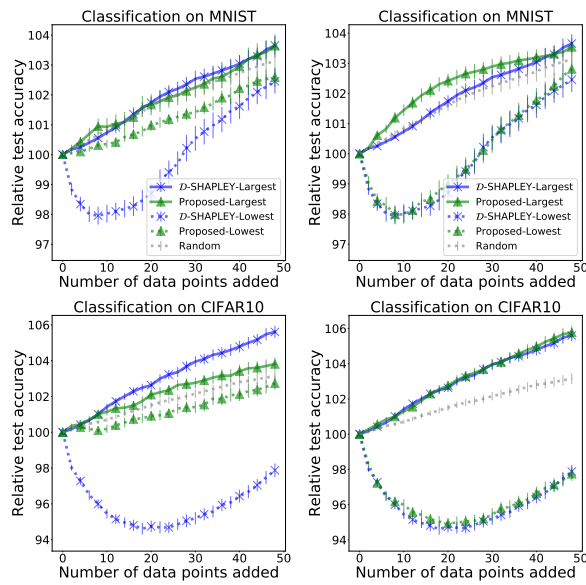 Classification on MNIST
Relative test accuracy
104
103
102
101
100
99
98
97
0
10
20
30
40
50
Number of data points added
D-SHAPLEY-Largest
Proposed-Largest
D-SHAPLEY-Lowest
Proposed-Lowest
Random
Classification on MNIST
Relative test accuracy
104
103
102
101
100
99
98
97
0
10
20
30
40
50
Number of data points added
D-SHAPLEY-Largest
Proposed-Largest
D-SHAPLEY-Lowest
Proposed-Lowest
Random
Classification on CIFAR10
Relative test accuracy
106
104
102
100
98
96
94
0
10
20
30
40
50
Number of data points added
Classification on CIFAR10
Relative test accuracy
106
104
102
100
98
96
94
0
10
20
30
40
50
Number of data points added